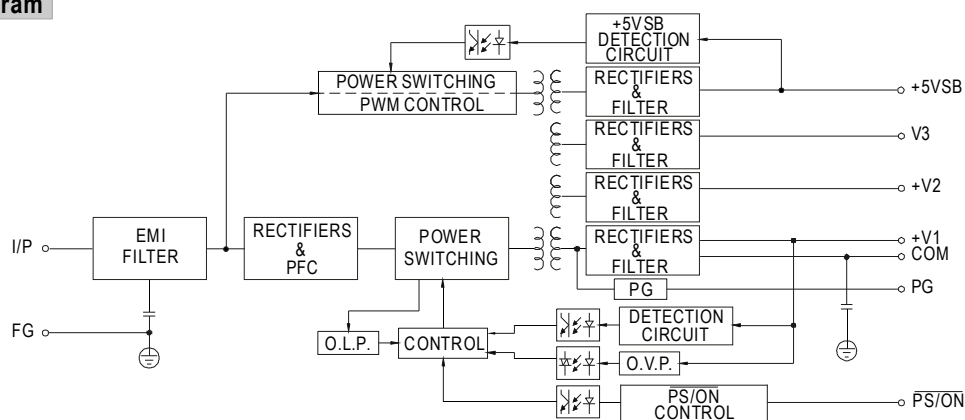 ram
+5VSB
DETECTION
CIRCUIT
POWER SWITCHING
PWM CONTROL
RECTIFIERS
&
FILTER
+5VSB
RECTIFIERS
&
FILTER
V3
RECTIFIERS
&
FILTER
+V2
I/P
EMI
FILTER
RECTIFIERS
&
PFC
POWER
SWITCHING
RECTIFIERS
&
FILTER
+V1
COM
PG
PG
FG
O.L.P.
CONTROL
DETECTION
CIRCUIT
O.V.P.
PS/ON
CONTROL
PS/ON